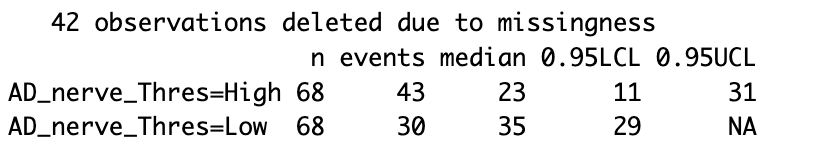 42 observations deleted due to missingness
n events median 0.95LCL 0.95UCL
AD_nerve_Thres=High 68 43 23 11 31
AD_nerve_Thres=Low 68 30 35 29 NA